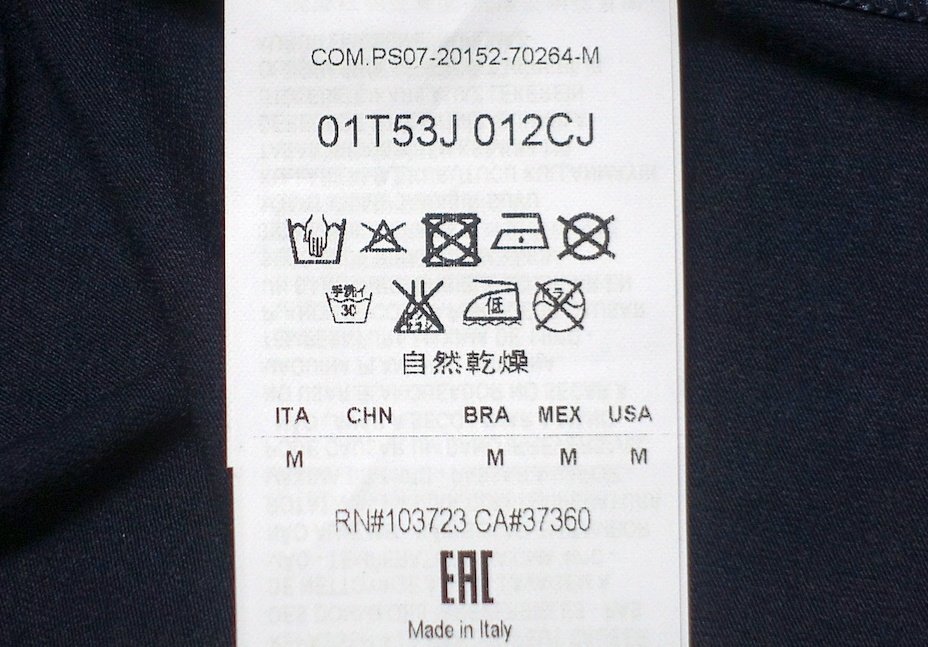 COM.PS07-20152-70264-M
01T53J 012CJ
手洗イ
30
低
自然乾燥
ITA CHN BRA MEX USA
M M M M
RN#103723 CA#37360
EAC
Made in Italy